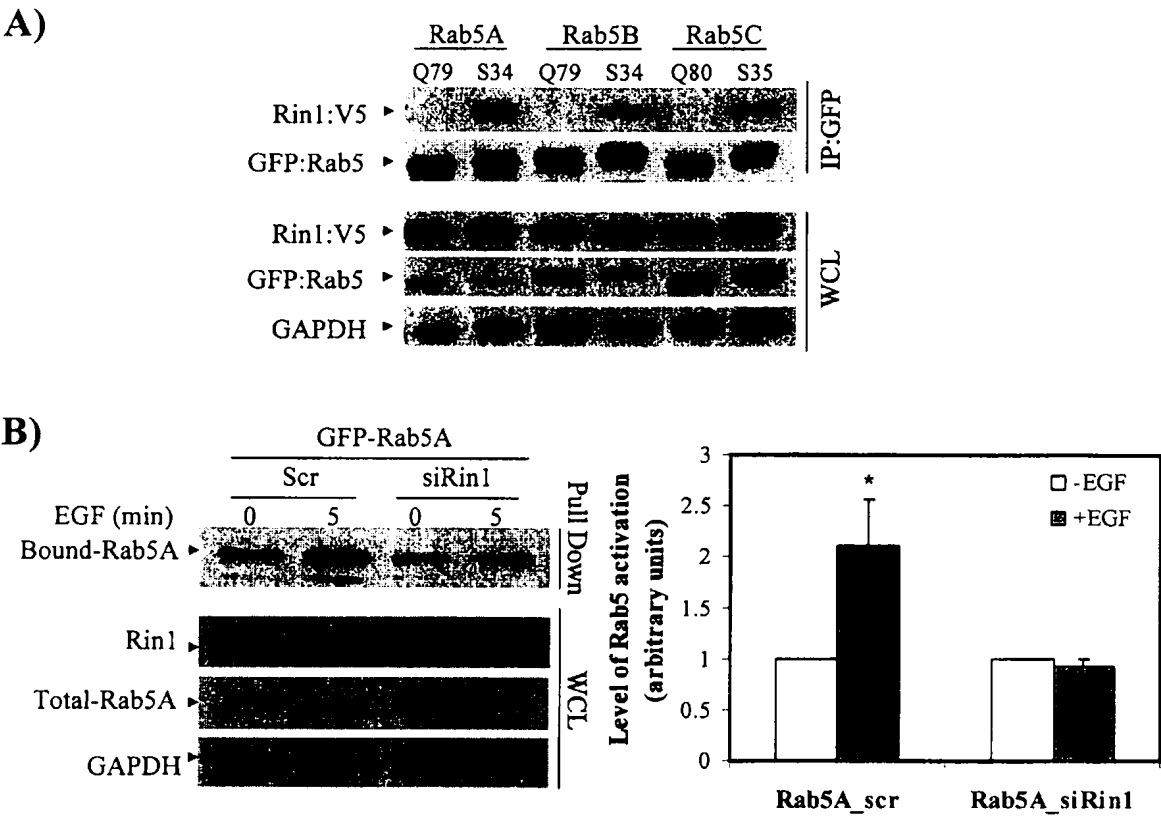 A)
Rab5A Rab5B Rab5C
Q79 S34 Q79 S34 Q80 S35
Rin1:V5
GFP:Rab5
IP:GFP
Rin1:V5
GFP:Rab5
GAPDH
WCL
B)
GFP-Rab5A
Scr siRin1
EGF (min) 0 5 0 5
Bound-Rab5A
Pull Down
Rin1
Total-Rab5A
GAPDH
WCL
Level of Rab5 activation
(arbitrary units)
3
2.5
2
1.5
1
0.5
0
*
-EGF
+EGF
Rab5A_scr Rab5A_siRin1